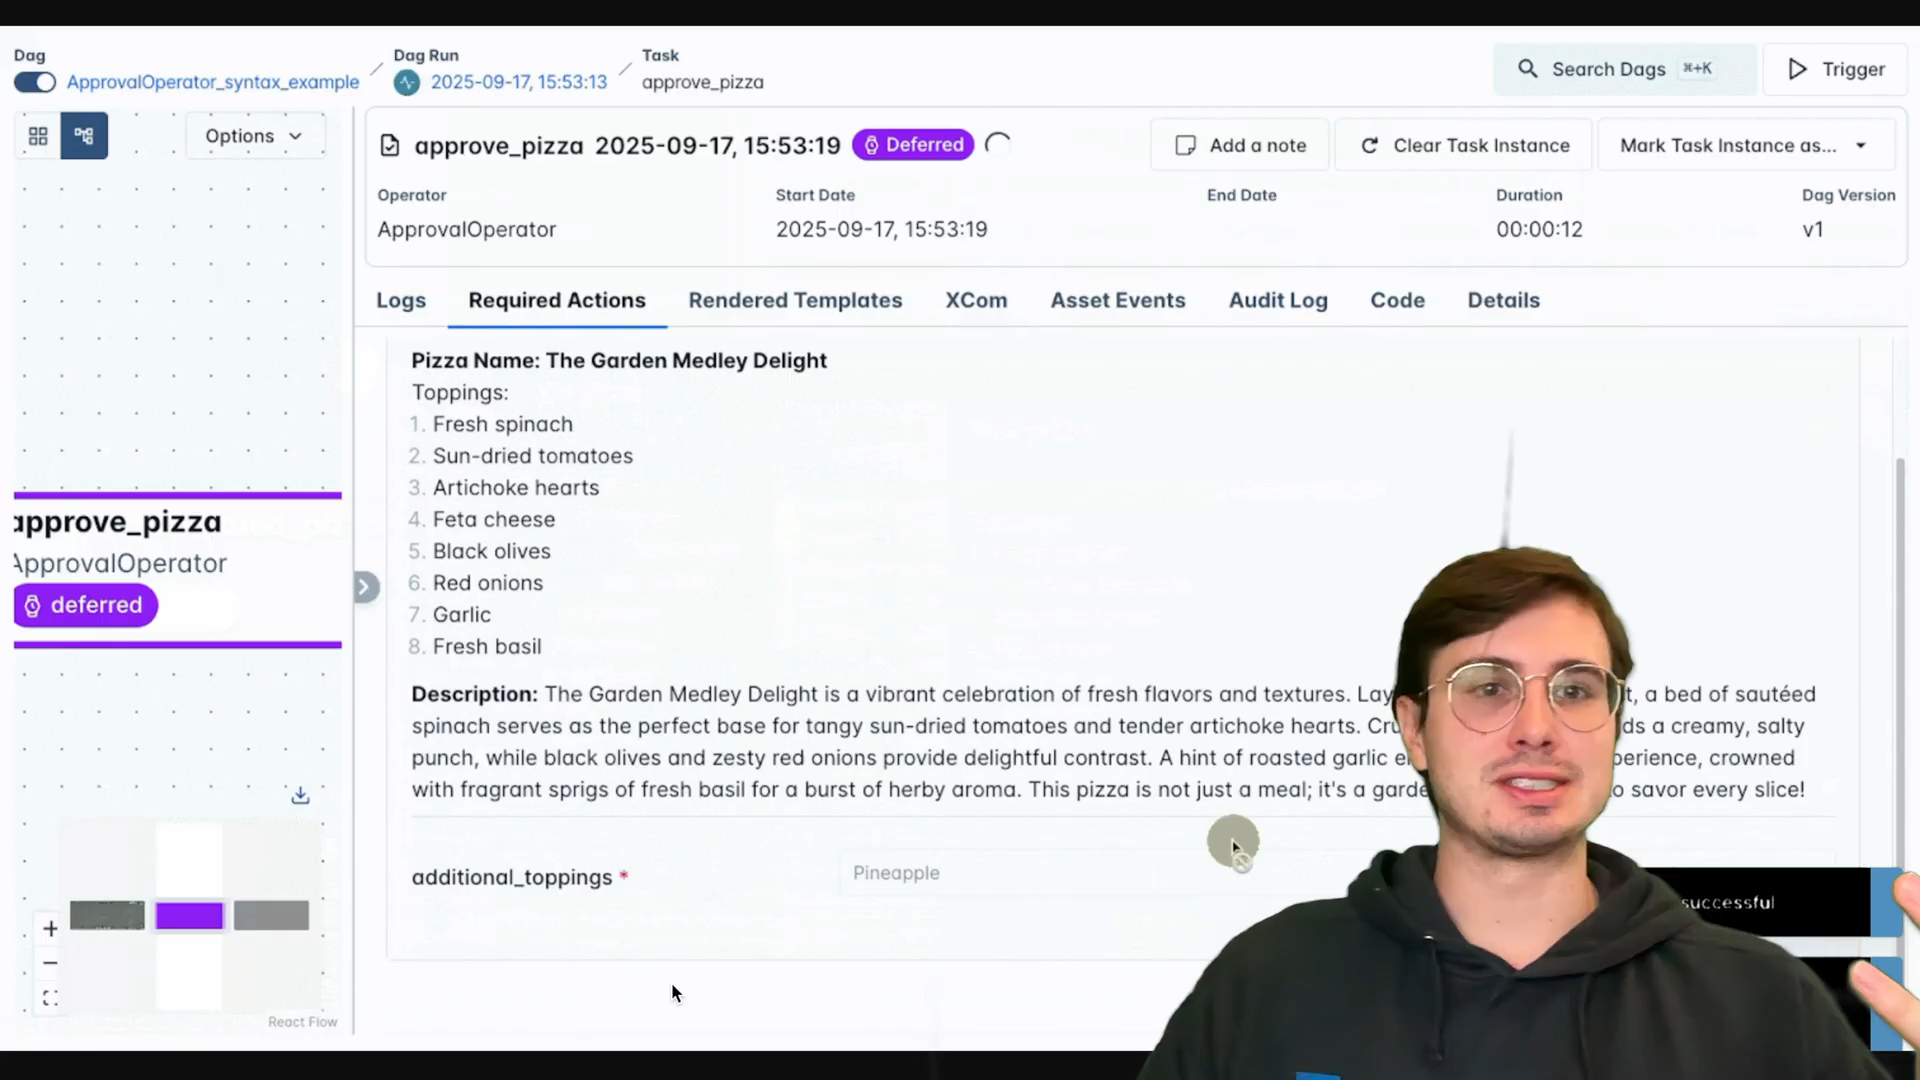 Dag
ApprovalOperator_syntax_example
Dag Run
2025-09-17, 15:53:13
Task
approve_pizza
Search Dags ⌘+K
Trigger
Options
approve_pizza 2025-09-17, 15:53:19 Deferred
Add a note
Clear Task Instance
Mark Task Instance as...
Operator
ApprovalOperator
Start Date
2025-09-17, 15:53:19
End Date
Duration
00:00:12
Dag Version
v1
Logs Required Actions Rendered Templates XCom Asset Events Audit Log Code Details
Pizza Name: The Garden Medley Delight
Toppings:
1. Fresh spinach
2. Sun-dried tomatoes
3. Artichoke hearts
4. Feta cheese
5. Black olives
6. Red onions
7. Garlic
8. Fresh basil
Description: The Garden Medley Delight is a vibrant celebration of fresh flavors and textures. Lay t, a bed of sautéed
spinach serves as the perfect base for tangy sun-dried tomatoes and tender artichoke hearts. Cru ds a creamy, salty
punch, while black olives and zesty red onions provide delightful contrast. A hint of roasted garlic e perience, crowned
with fragrant sprigs of fresh basil for a burst of herby aroma. This pizza is not just a meal; it's a garde o savor every slice!
additional_toppings *
Pineapple
successful
approve_pizza
ApprovalOperator
deferred
React Flow